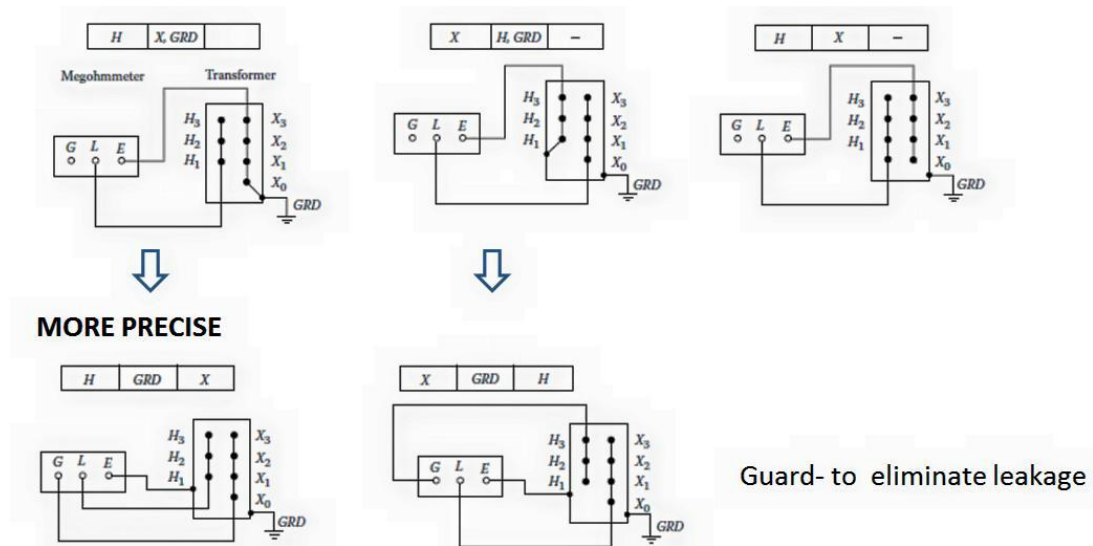 H X, GRD
Megohmmeter Transformer
G L E
H3 X3
H2 X2
H1 X1
X0
GRD
X H, GRD –
G L E
H3 X3
H2 X2
H1 X1
X0
GRD
H X –
G L E
H3 X3
H2 X2
H1 X1
X0
GRD
MORE PRECISE
H GRD X
G L E
H3 X3
H2 X2
H1 X1
X0
GRD
X GRD H
G L E
H3 X3
H2 X2
H1 X1
X0
GRD
Guard- to eliminate leakage